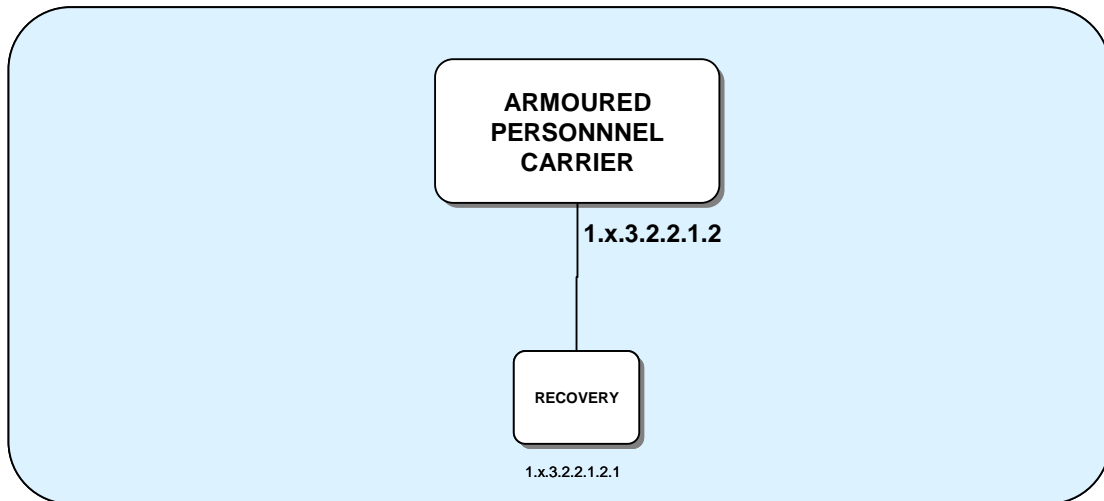 ARMOURED
PERSONNNEL
CARRIER
1.x.3.2.2.1.2
RECOVERY
1.x.3.2.2.1.2.1